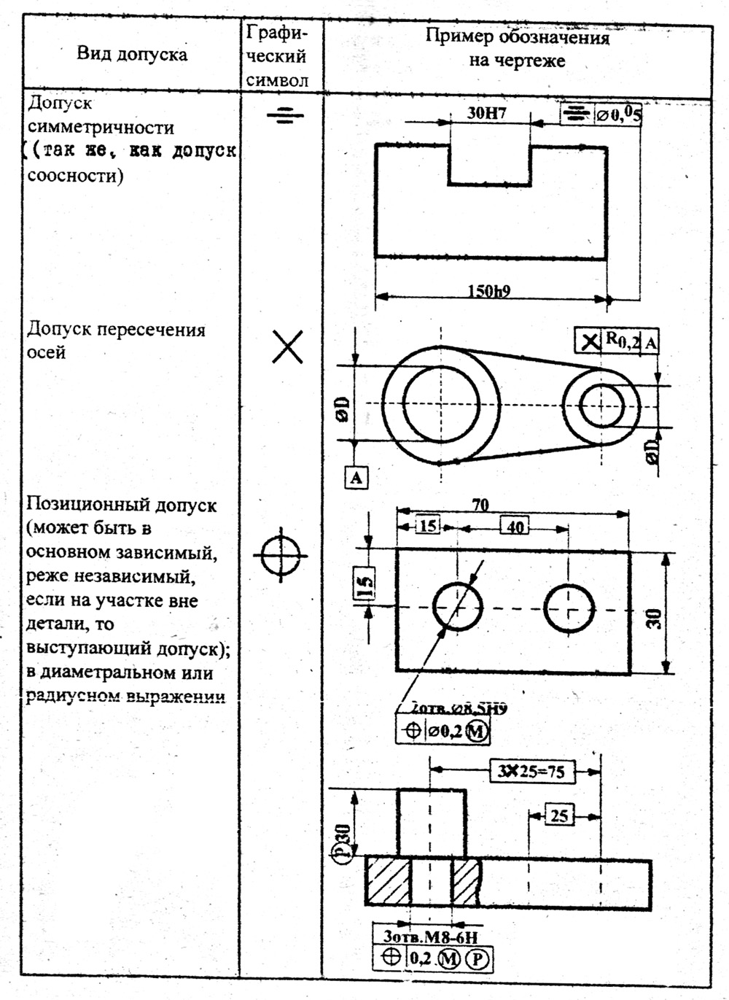 Вид допуска
Графи-
ческий
символ
Пример обозначения
на чертеже
Допуск
симметричности
((так же, как допуск
соосности)
30H7
⌀0,05
150h9
Допуск пересечения
осей
R0,2 A
⌀D
⌀D
A
Позиционный допуск
(может быть в
основном зависимый,
реже независимый,
если на участке вне
детали, то
выступающий допуск);
в диаметральном или
радиусном выражении
70
15
40
15
30
2отв.⌀8,5H9
⌀0,2 Ⓜ
3×25=75
25
Ⓟ30
3отв.М8-6H
0,2 Ⓜ Ⓟ